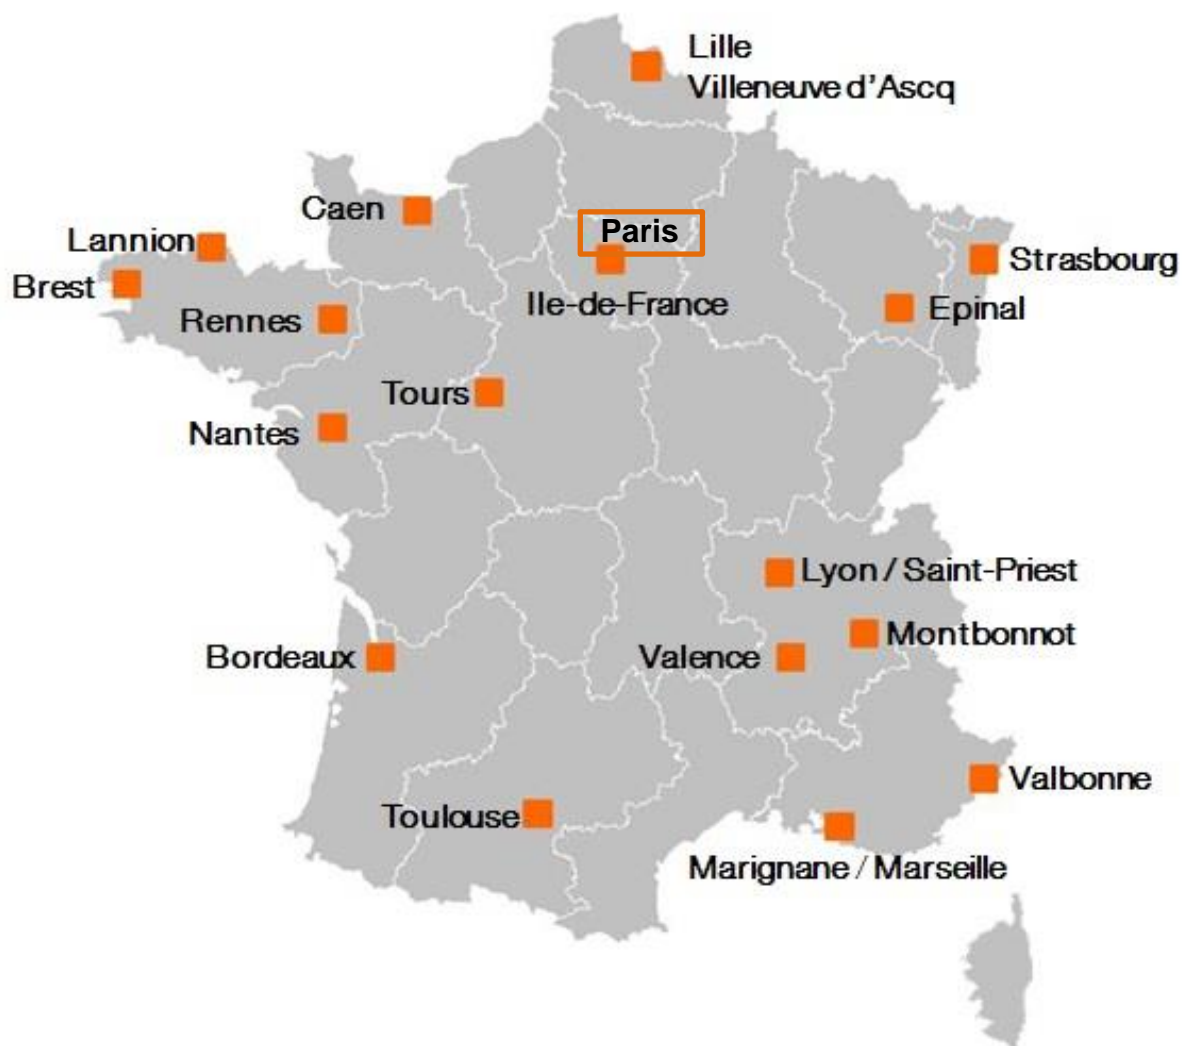 Lille
Villeneuve d'Ascq
Caen
Paris
Lannion
Strasbourg
Brest
Ile-de-France
Epinal
Rennes
Tours
Nantes
Lyon / Saint-Priest
Montbonnot
Bordeaux
Valence
Valbonne
Toulouse
Marignane / Marseille